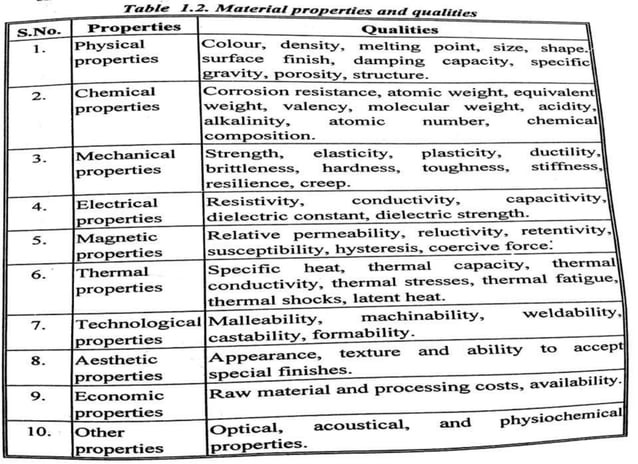 Table 1.2. Material properties and qualities
S.No. Properties Qualities
1. Physical Colour, density, melting point, size, shape,
properties surface finish, damping capacity, specific
gravity, porosity, structure.
2. Chemical Corrosion resistance, atomic weight, equivalent
properties weight, valency, molecular weight, acidity,
alkalinity, atomic number, chemical
composition.
3. Mechanical Strength, elasticity, plasticity, ductility,
properties brittleness, hardness, toughness, stiffness,
resilience, creep.
4. Electrical Resistivity, conductivity, capacitivity,
properties dielectric constant, dielectric strength.
5. Magnetic Relative permeability, reluctivity, retentivity,
properties susceptibility, hysteresis, coercive force.
6. Thermal Specific heat, thermal capacity, thermal
properties conductivity, thermal stresses, thermal fatigue,
thermal shocks, latent heat.
7. Technological Malleability, machinability, weldability,
properties castability, formability.
8. Aesthetic Appearance, texture and ability to accept
properties special finishes.
9. Economic Raw material and processing costs, availability.
properties
10. Other Optical, acoustical, and physiochemical
properties properties.